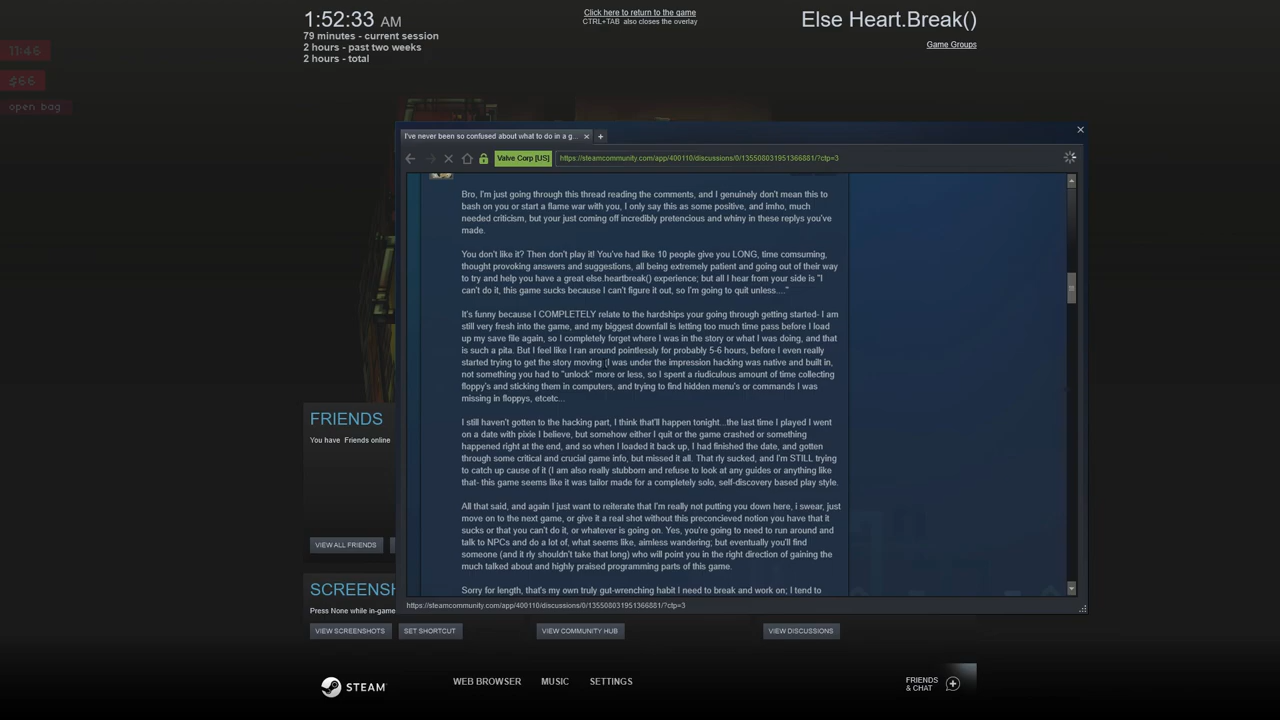 1:52:33 AM
79 minutes - current session
2 hours - past two weeks
2 hours - total
Click here to return to the game
CTRL+TAB also closes the overlay
Else Heart.Break()
Game Groups
11:46
$66
open bag
I've never been so confused about what to do in a g...
Valve Corp [US]
https://steamcommunity.com/app/400110/discussions/0/135508031951366881/?ctp=3
Bro, I'm just going through this thread reading the comments, and I genuinely don't mean this to
bash on you or start a flame war with you, I only say this as some positive, and imho, much
needed criticism, but your just coming off incredibly pretencious and whiny in these replys you've
made.
You don't like it? Then don't play it! You've had like 10 people give you LONG, time comsuming,
thought provoking answers and suggestions, all being extremely patient and going out of their way
to try and help you have a great else.heartbreak() experience; but all I hear from your side is "I
can't do it, this game sucks because I can't figure it out, so I'm going to quit unless...."
It's funny because I COMPLETELY relate to the hardships your going through getting started- I am
still very fresh into the game, and my biggest downfall is letting too much time pass before I load
up my save file again, so I completely forget where I was in the story or what I was doing, and that
is such a pita. But I feel like I ran around pointlessly for probably 5-6 hours, before I even really
started trying to get the story moving (I was under the impression hacking was native and built in,
not something you had to "unlock" more or less, so I spent a riudiculous amount of time collecting
floppy's and sticking them in computers, and trying to find hidden menu's or commands I was
missing in floppys, etcetc...
I still haven't gotten to the hacking part, I think that'll happen tonight...the last time I played I went
on a date with pixie I believe, but somehow either I quit or the game crashed or something
happened right at the end, and so when I loaded it back up, I had finished the date, and gotten
through some critical and crucial game info, but missed it all. That rly sucked, and I'm STILL trying
to catch up cause of it (I am also really stubborn and refuse to look at any guides or anything like
that- this game seems like it was tailor made for a completely solo, self-discovery based play style.
All that said, and again I just want to reiterate that I'm really not putting you down here, i swear, just
move on to the next game, or give it a real shot without this preconcieved notion you have that it
sucks or that you can't do it, or whatever is going on. Yes, you're going to need to run around and
talk to NPCs and do a lot of, what seems like, aimless wandering; but eventually you'll find
someone (and it rly shouldn't take that long) who will point you in the right direction of gaining the
much talked about and highly praised programming parts of this game.
Sorry for length, that's my own truly gut-wrenching habit I need to break and work on; I tend to
https://steamcommunity.com/app/400110/discussions/0/135508031951366881/?ctp=3
FRIENDS
You have Friends online
VIEW ALL FRIENDS
SCREENSH
Press None while in-game
VIEW SCREENSHOTS
SET SHORTCUT
VIEW COMMUNITY HUB
VIEW DISCUSSIONS
STEAM
WEB BROWSER
MUSIC
SETTINGS
FRIENDS
& CHAT